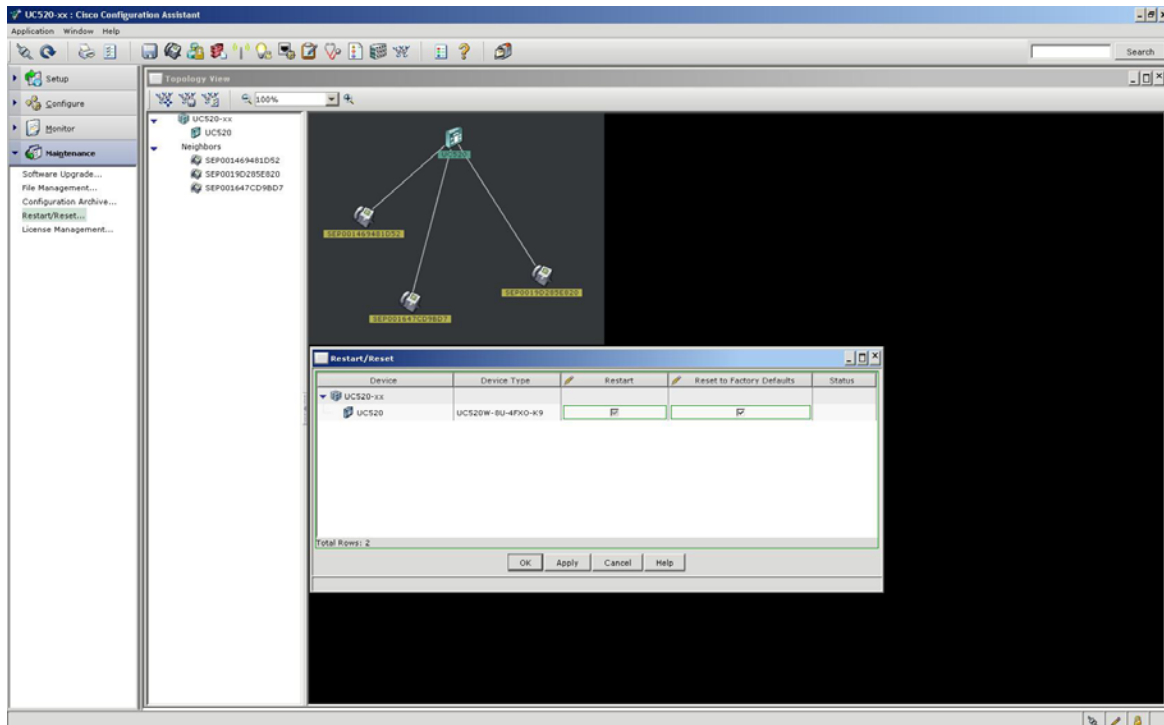 UC520-xx : Cisco Configuration Assistant
Application Window Help
Search
Setup
Configure
Monitor
Maintenance
Software Upgrade...
File Management...
Configuration Archive...
Restart/Reset...
License Management...
Topology View
100%
UC520-xx
UC520
Neighbors
SEP001469481D52
SEP0019D285E820
SEP001647CD9BD7
UC520
SEP001469481D52
SEP0019D285E820
SEP001647CD9BD7
Restart/Reset
Device Device Type Restart Reset to Factory Defaults Status
UC520-xx
UC520 UC520W-8U-4FXO-K9
Total Rows: 2
OK Apply Cancel Help